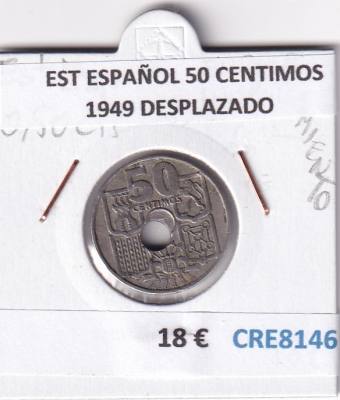 EST ESPAÑOL 50 CENTIMOS
1949 DESPLAZADO
50
CENTIMOS
18 € CRE8146